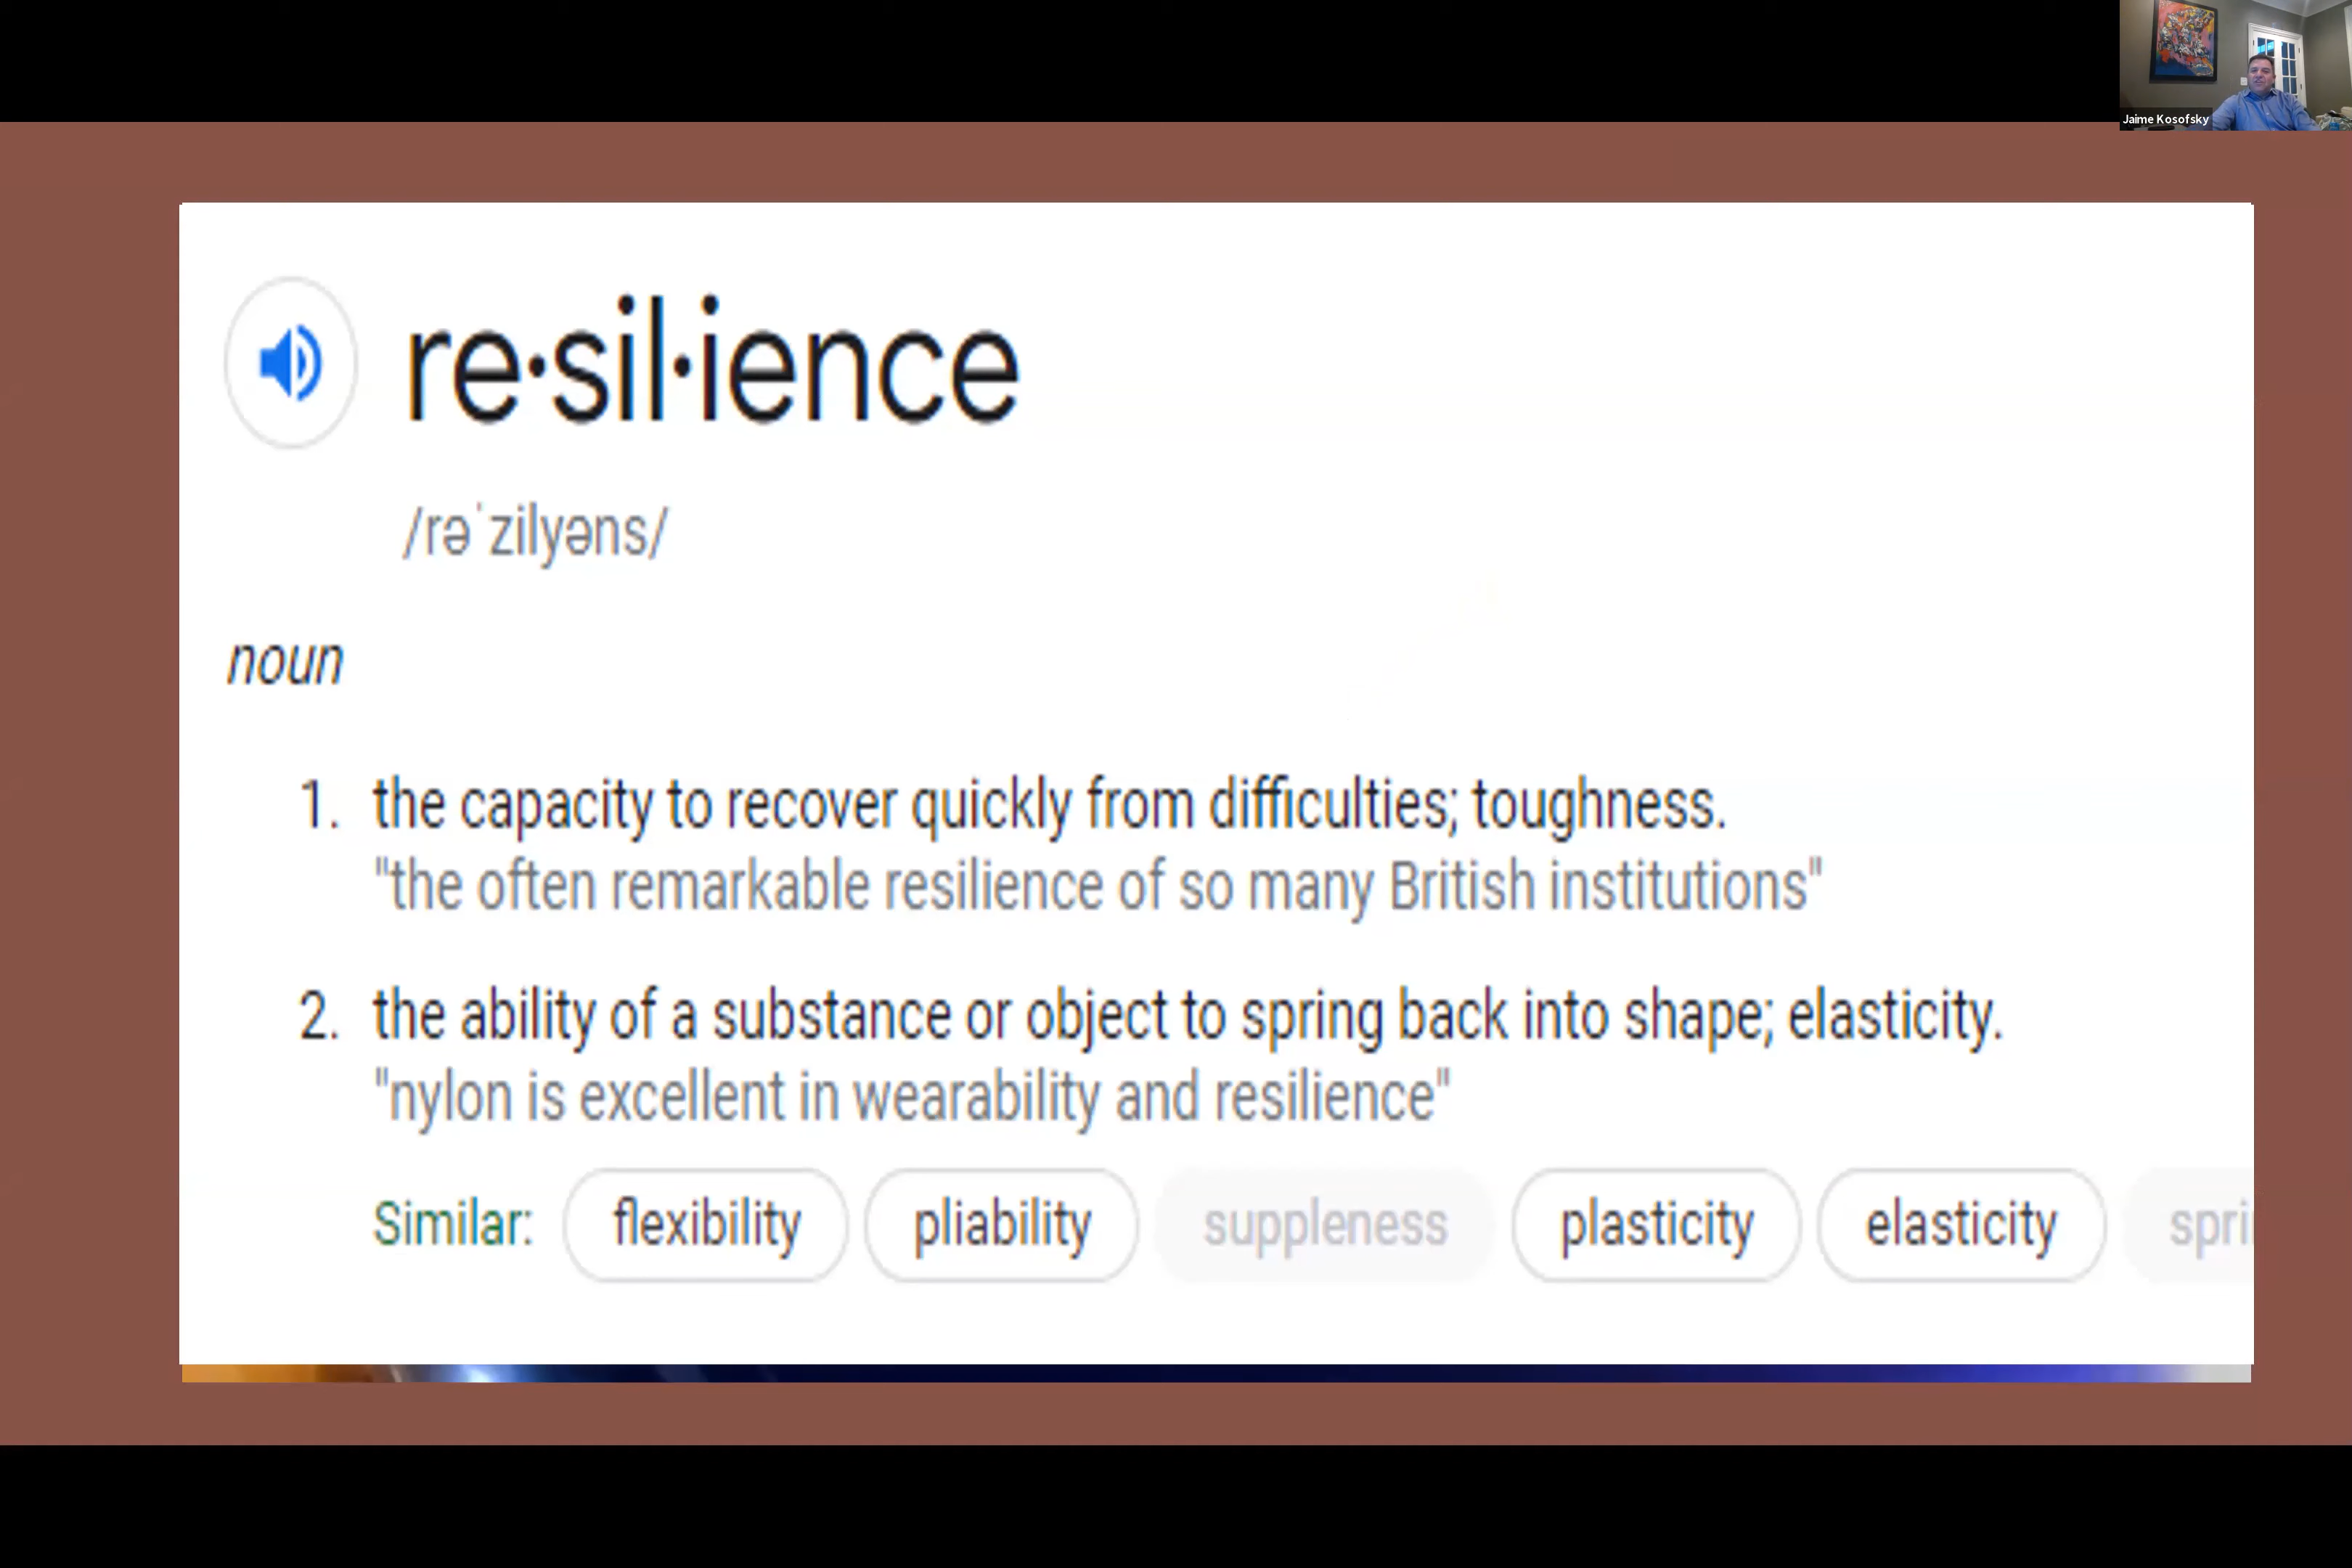 Jaime Kosofsky
re·sil·ience
/rəˈzilyəns/
noun
1. the capacity to recover quickly from difficulties; toughness.
"the often remarkable resilience of so many British institutions"
2. the ability of a substance or object to spring back into shape; elasticity.
"nylon is excellent in wearability and resilience"
Similar: flexibility pliability suppleness plasticity elasticity